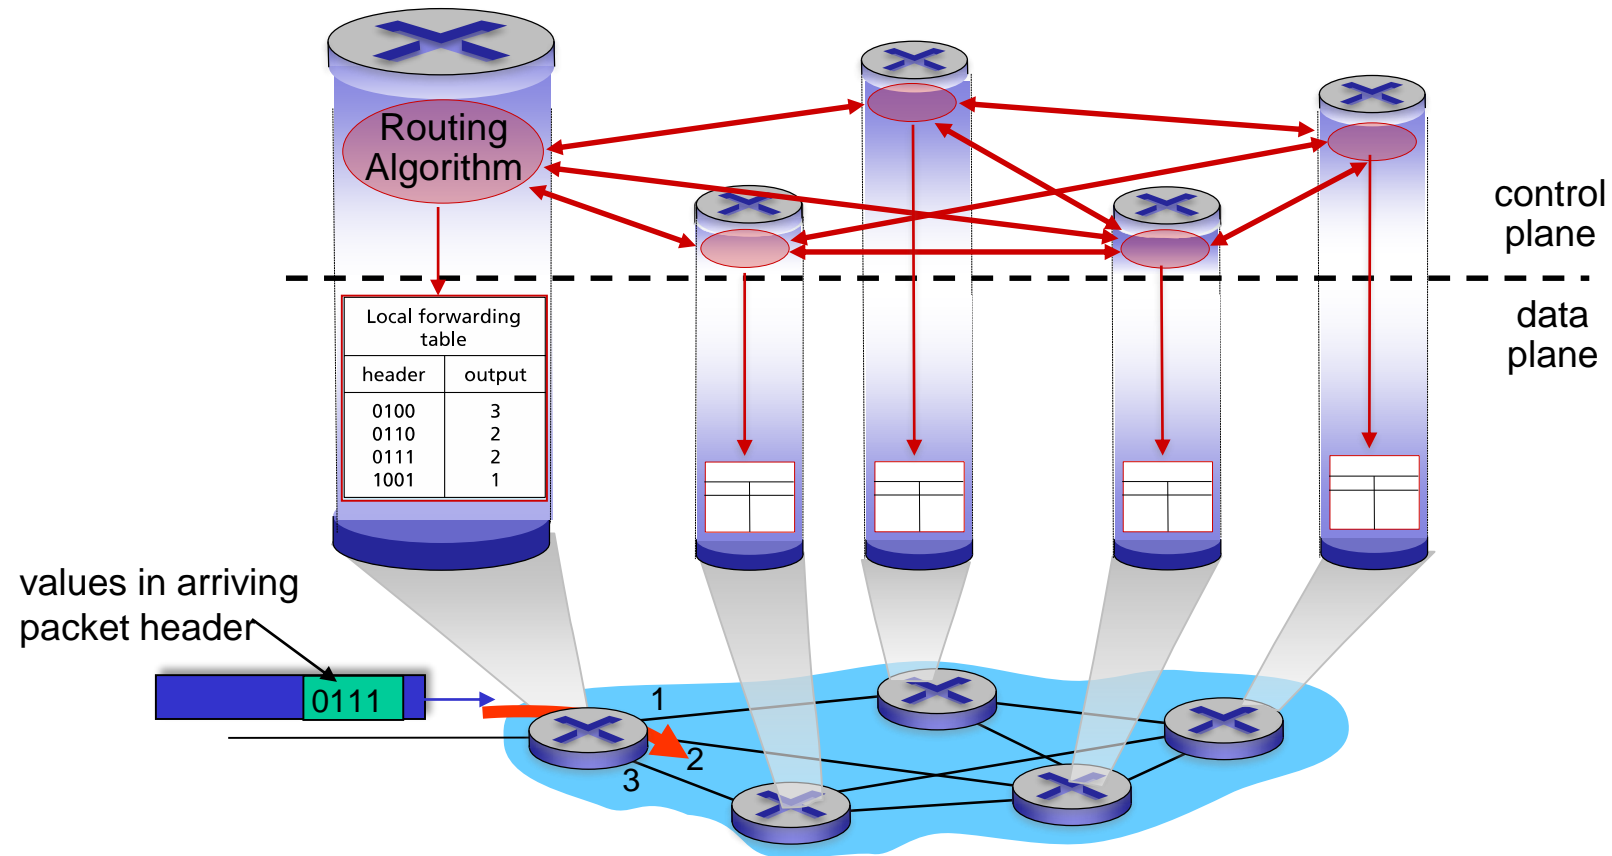 Routing
Algorithm
control
plane
data
plane
Local forwarding
table
header output
0100 3
0110 2
0111 2
1001 1
values in arriving
packet header
0111
1
2
3